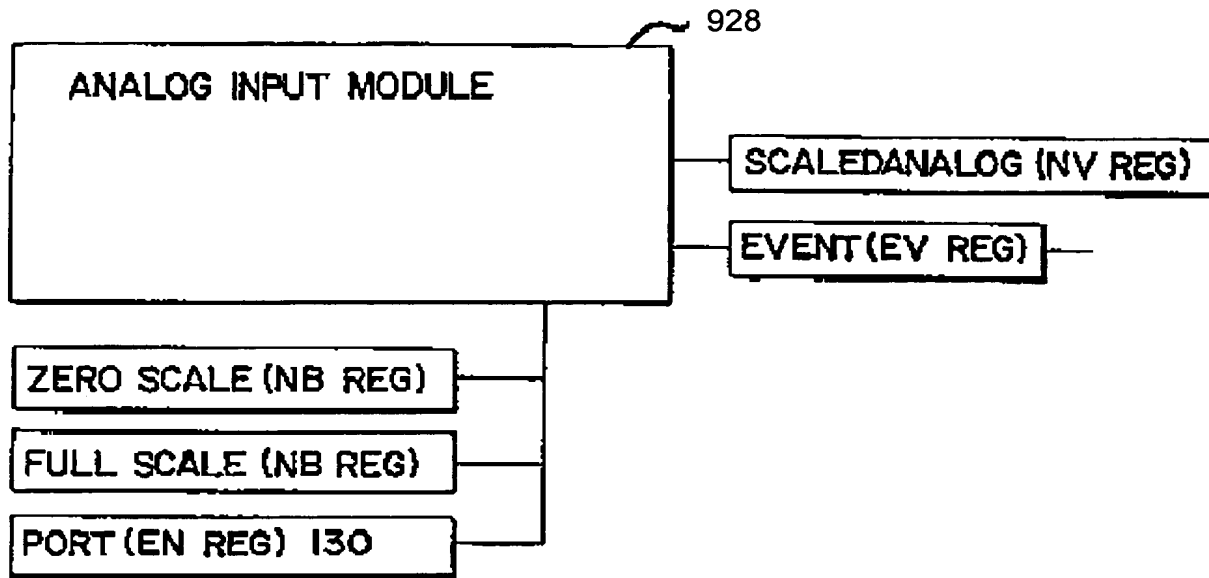 928
ANALOG INPUT MODULE
SCALEDANALOG (NV REG)
EVENT (EV REG)
ZERO SCALE (NB REG)
FULL SCALE (NB REG)
PORT (EN REG) 130